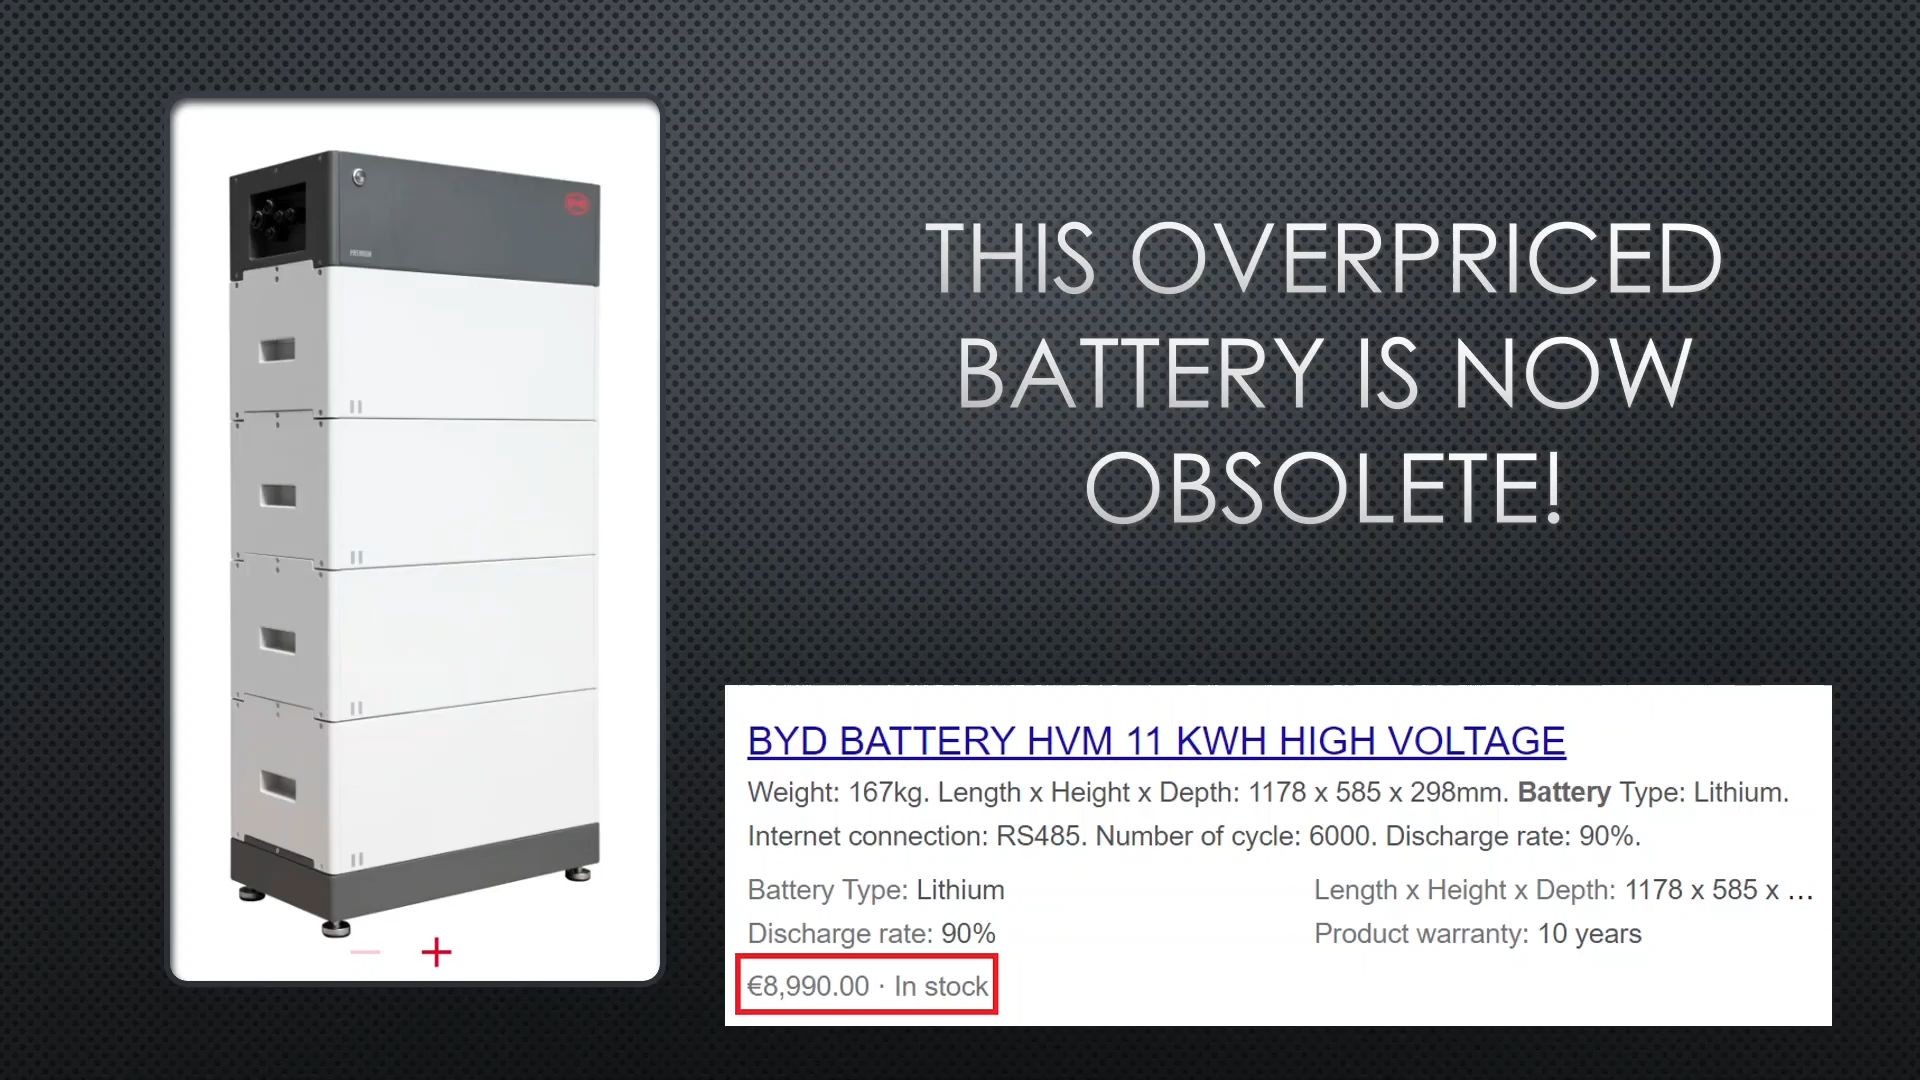 THIS OVERPRICED
BATTERY IS NOW
OBSOLETE!
BYD BATTERY HVM 11 KWH HIGH VOLTAGE
Weight: 167kg. Length x Height x Depth: 1178 x 585 x 298mm. Battery Type: Lithium.
Internet connection: RS485. Number of cycle: 6000. Discharge rate: 90%.
Battery Type: Lithium
Length x Height x Depth: 1178 x 585 x ...
Discharge rate: 90%
Product warranty: 10 years
€8,990.00 · In stock